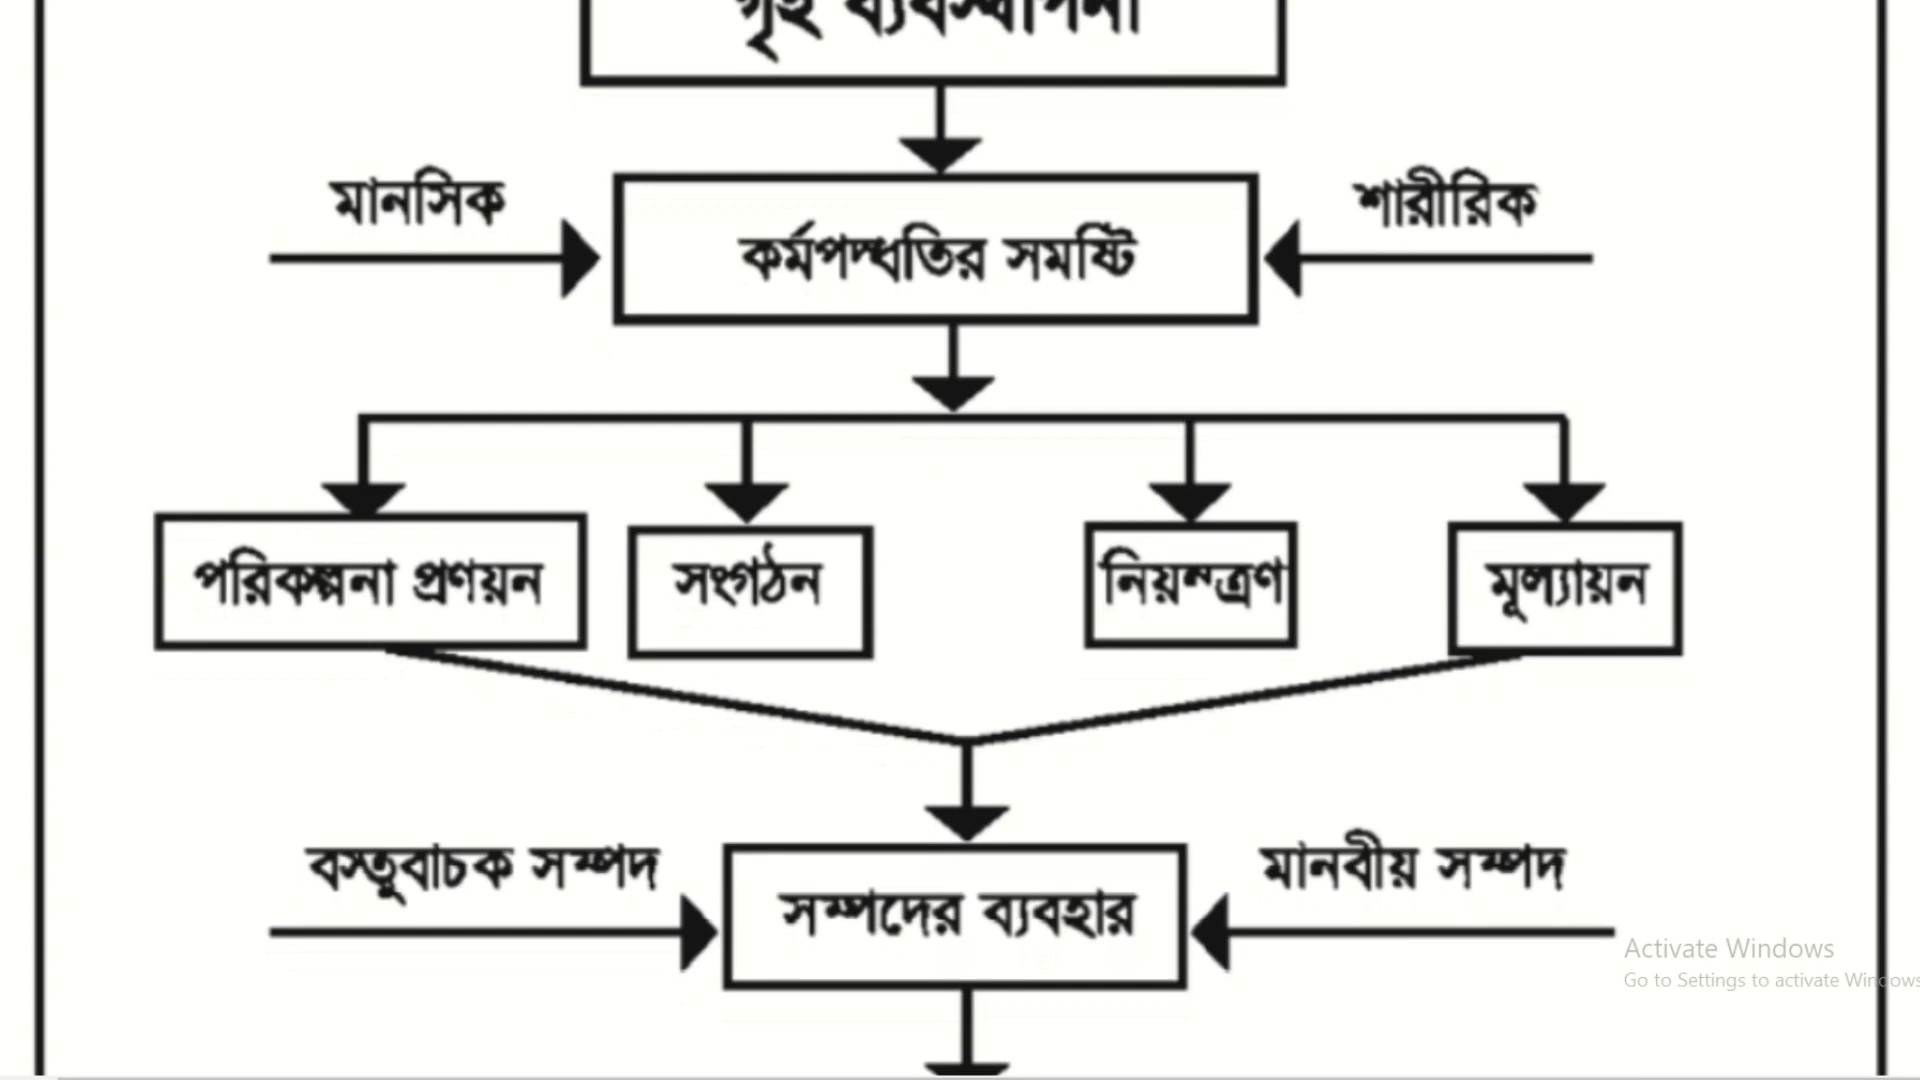 গৃহ ব্যবস্থাপনা
মানসিক
কর্মপদ্ধতির সমষ্টি
শারীরিক
পরিকল্পনা প্রণয়ন
সংগঠন
নিয়ন্ত্রণ
মূল্যায়ন
বস্তুবাচক সম্পদ
সম্পদের ব্যবহার
মানবীয় সম্পদ
Activate Windows
Go to Settings to activate Windows